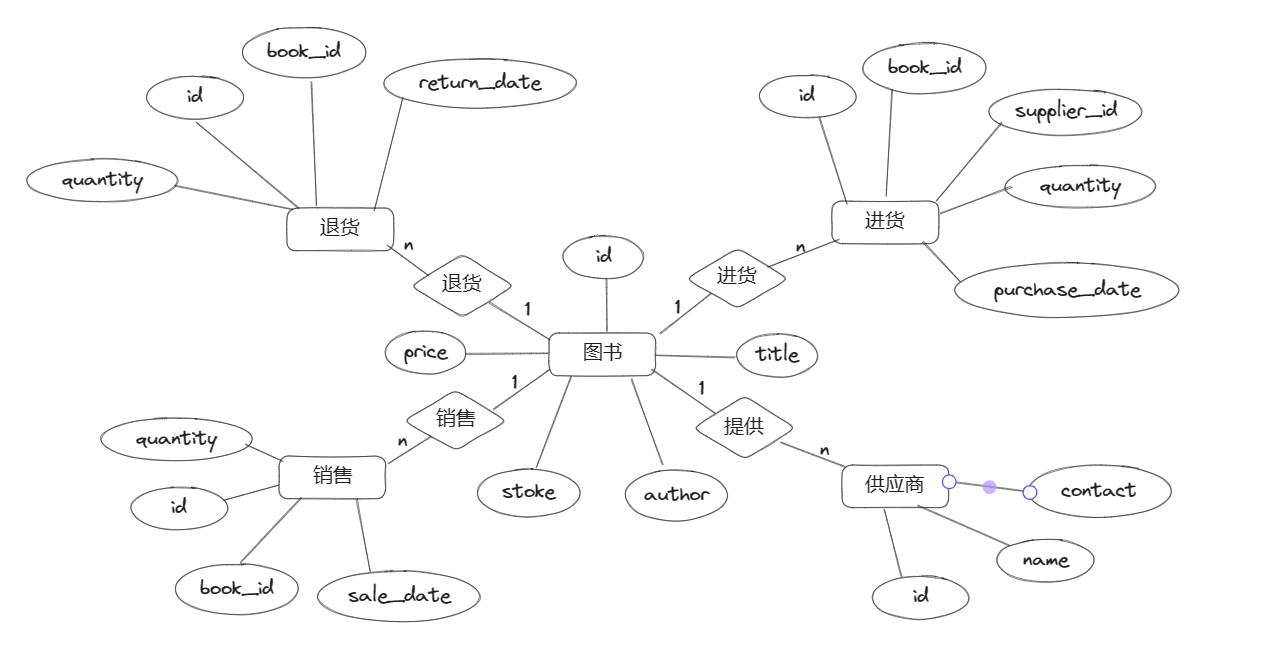 book_id
return_date
id
quantity
退货
n
退货
1
book_id
id
supplier_id
quantity
进货
purchase_date
n
进货
1
id
price
图书
title
1
销售
n
quantity
销售
id
book_id
sale_date
stoke
author
1
提供
n
供应商
contact
name
id